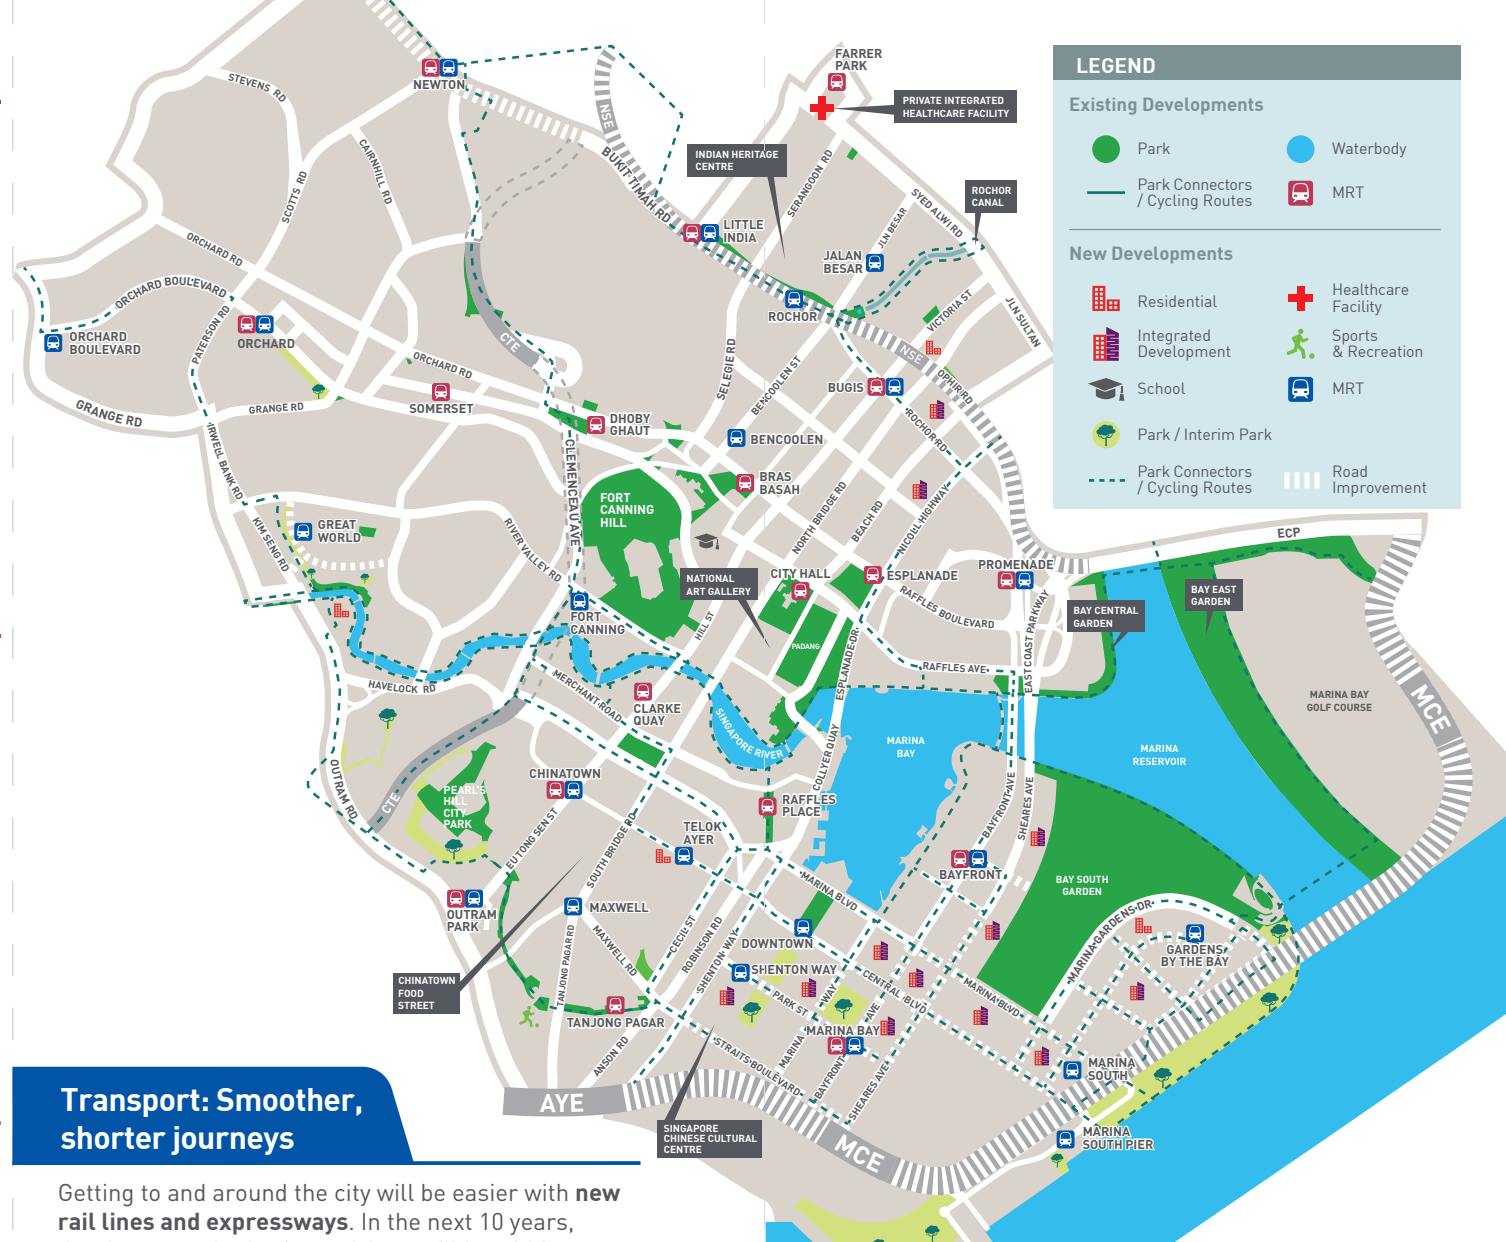 FARRER
PARK
STEVENS RD
NEWTON
NSE
PRIVATE INTEGRATED
HEALTHCARE FACILITY
LEGEND
Existing Developments
Park
Waterbody
Park Connectors
/ Cycling Routes
MRT
New Developments
Residential
Healthcare
Facility
Integrated
Development
Sports
& Recreation
School
MRT
Park / Interim Park
Park Connectors
/ Cycling Routes
Road
Improvement
CAIRNHILL RD
BUKIT TIMAH RD
INDIAN HERITAGE
CENTRE
SERANGOON RD
SCOTTS RD
SYED ALWI RD
ROCHOR
CANAL
LITTLE
INDIA
JLN BESAR
ORCHARD RD
JALAN
BESAR
ORCHARD BOULEVARD
ROCHOR
VICTORIA ST
JLN SULTAN
PATERSON RD
ORCHARD
BOULEVARD
ORCHARD
CTE
NSE
ORCHARD RD
SELEGIE RD
BENCOOLEN ST
OPHIR RD
BUGIS
GRANGE RD
GRANGE RD
SOMERSET
DHOBY
GHAUT
ROCHOR RD
BENCOOLEN
IRWELL BANK RD
CLEMENCEAU AVE
BRAS
BASAH
FORT
CANNING
HILL
NORTH BRIDGE RD
BEACH RD
NICOLL HIGHWAY
KIM SENG RD
GREAT
WORLD
RIVER VALLEY RD
ECP
CITY HALL
ESPLANADE
PROMENADE
NATIONAL
ART GALLERY
RAFFLES BOULEVARD
BAY CENTRAL
GARDEN
BAY EAST
GARDEN
FORT
CANNING
HILL ST
PADANG
ESPLANADE DR
EAST COAST PARKWAY
RAFFLES AVE
HAVELOCK RD
MERCHANT ROAD
CLARKE
QUAY
MARINA BAY
GOLF COURSE
MCE
SINGAPORE RIVER
MARINA
BAY
MARINA
RESERVOIR
COLLYER QUAY
OUTRAM RD
CTE
CHINATOWN
PEARL'S
HILL
CITY
PARK
RAFFLES
PLACE
BAYFRONT AVE
SHEARES AVE
EU TONG SEN ST
SOUTH BRIDGE RD
TELOK
AYER
BAYFRONT
MARINA BLVD
BAY SOUTH
GARDEN
OUTRAM
PARK
MAXWELL
MAXWELL RD
TANJONG PAGAR RD
CECIL ST
ROBINSON RD
SHENTON WAY
DOWNTOWN
MARINA GARDENS DR
GARDENS
BY THE BAY
SHENTON WAY
CENTRAL BLVD
MARINA BLVD
PARK ST
CHINATOWN
FOOD
STREET
TANJONG PAGAR
MARINA WAY
MARINA BAY
BAYFRONT AVE
SHEARES AVE
ANSON RD
STRAITS BOULEVARD
MARINA
SOUTH
AYE
SINGAPORE
CHINESE CULTURAL
CENTRE
MCE
MARINA
SOUTH PIER
Transport: Smoother,
shorter journeys
Getting to and around the city will be easier with new
rail lines and expressways. In the next 10 years,